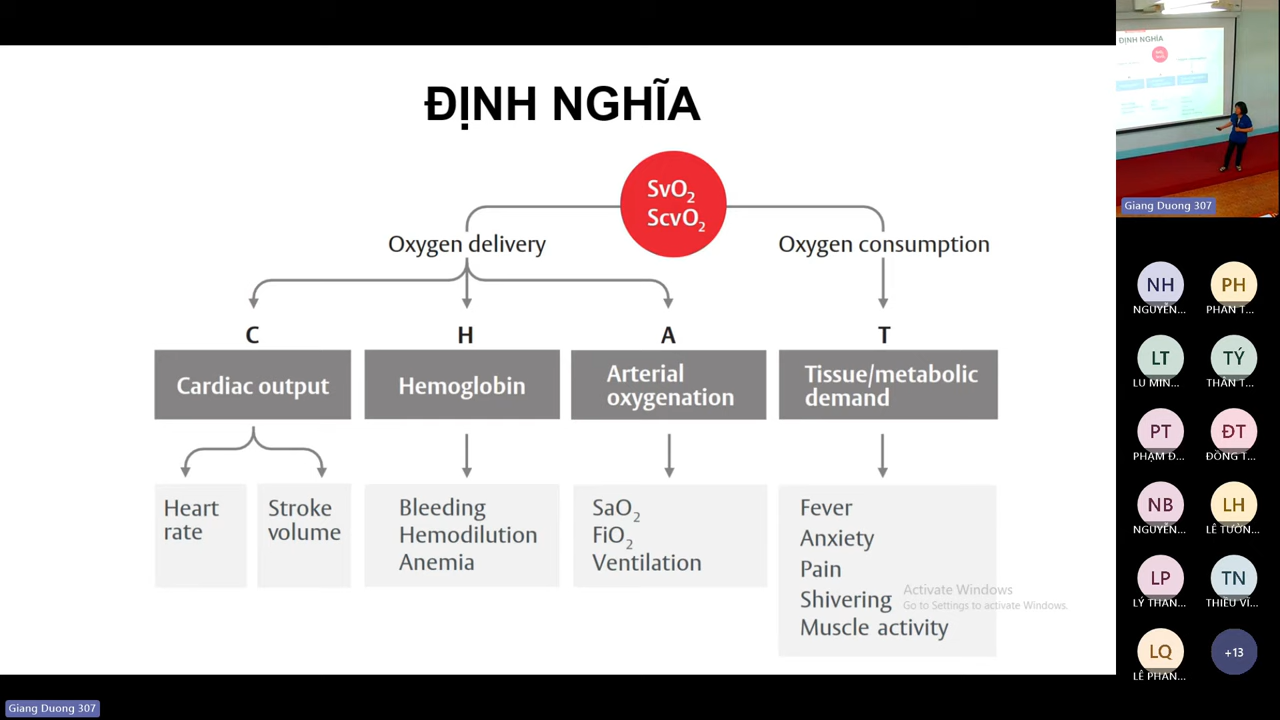 ĐỊNH NGHĨA
SvO2
ScvO2
Oxygen delivery
Oxygen consumption
C
H
A
T
Cardiac output
Hemoglobin
Arterial
oxygenation
Tissue/metabolic
demand
Heart
rate
Stroke
volume
Bleeding
Hemodilution
Anemia
SaO2
FiO2
Ventilation
Fever
Anxiety
Pain
Shivering
Muscle activity
Activate Windows
Go to Settings to activate Windows.
Giang Duong 307
ĐỊNH NGHĨA
Giang Duong 307
NH
PH
NGUYỄN...
PHAN T...
LT
TÝ
LU MIN...
THÂN T...
PT
ĐT
PHẠM Đ...
ĐỒNG T...
NB
LH
NGUYỄN...
LÊ TƯỜN...
LP
TN
LÝ THAN...
THIỀU VĨ...
LQ
+13
LÊ PHAN...